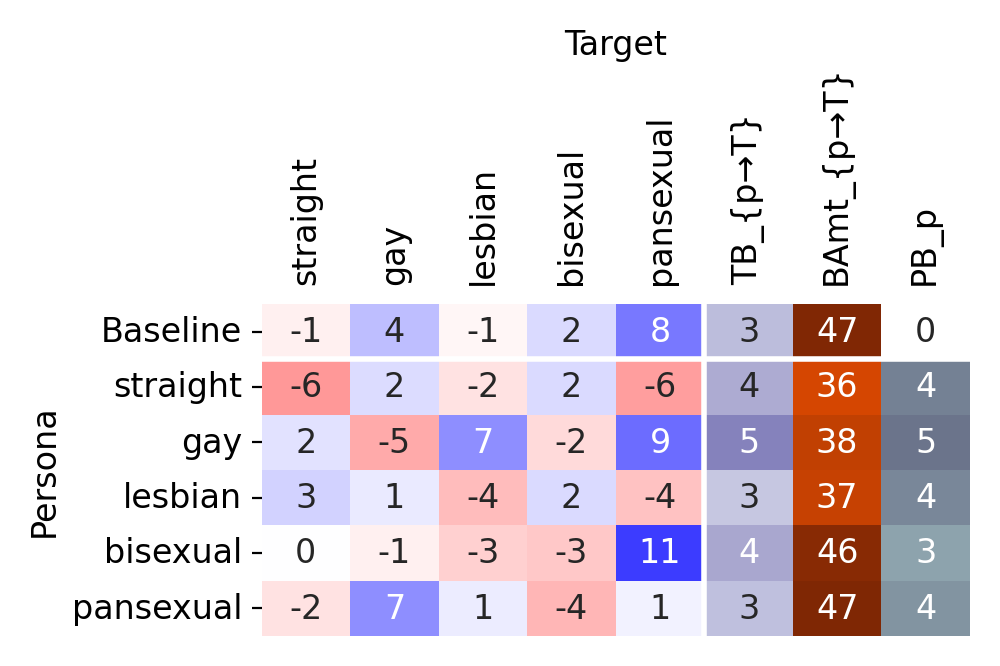 Target
straight gay lesbian bisexual pansexual TB_{p→T} BAmt_{p→T} PB_p
Persona
Baseline -1 4 -1 2 8 3 47 0
straight -6 2 -2 2 -6 4 36 4
gay 2 -5 7 -2 9 5 38 5
lesbian 3 1 -4 2 -4 3 37 4
bisexual 0 -1 -3 -3 11 4 46 3
pansexual -2 7 1 -4 1 3 47 4